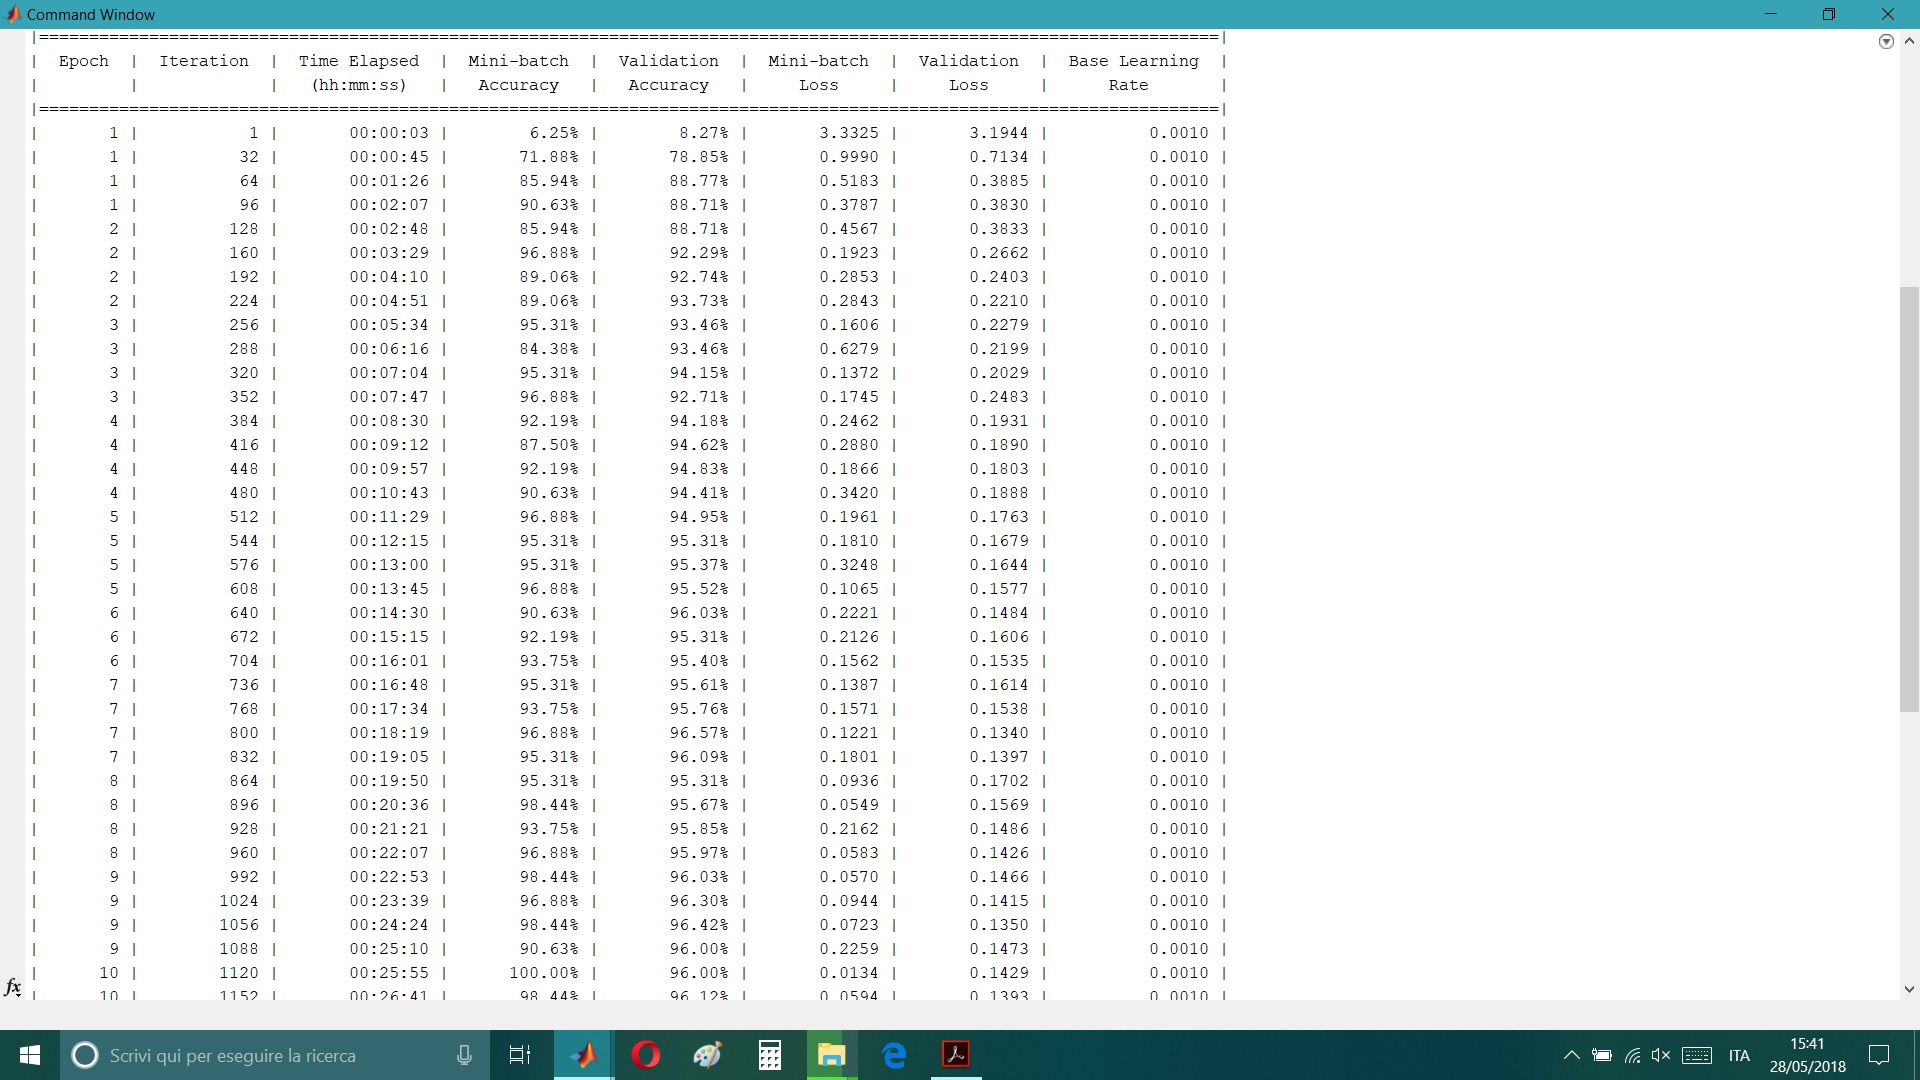 Command Window
|======================================================================================================================|
| Epoch | Iteration | Time Elapsed | Mini-batch | Validation | Mini-batch | Validation | Base Learning |
| | | (hh:mm:ss) | Accuracy | Accuracy | Loss | Loss | Rate |
|======================================================================================================================|
| 1 | 1 | 00:00:03 | 6.25% | 8.27% | 3.3325 | 3.1944 | 0.0010 |
| 1 | 32 | 00:00:45 | 71.88% | 78.85% | 0.9990 | 0.7134 | 0.0010 |
| 1 | 64 | 00:01:26 | 85.94% | 88.77% | 0.5183 | 0.3885 | 0.0010 |
| 1 | 96 | 00:02:07 | 90.63% | 88.71% | 0.3787 | 0.3830 | 0.0010 |
| 2 | 128 | 00:02:48 | 85.94% | 88.71% | 0.4567 | 0.3833 | 0.0010 |
| 2 | 160 | 00:03:29 | 96.88% | 92.29% | 0.1923 | 0.2662 | 0.0010 |
| 2 | 192 | 00:04:10 | 89.06% | 92.74% | 0.2853 | 0.2403 | 0.0010 |
| 2 | 224 | 00:04:51 | 89.06% | 93.73% | 0.2843 | 0.2210 | 0.0010 |
| 3 | 256 | 00:05:34 | 95.31% | 93.46% | 0.1606 | 0.2279 | 0.0010 |
| 3 | 288 | 00:06:16 | 84.38% | 93.46% | 0.6279 | 0.2199 | 0.0010 |
| 3 | 320 | 00:07:04 | 95.31% | 94.15% | 0.1372 | 0.2029 | 0.0010 |
| 3 | 352 | 00:07:47 | 96.88% | 92.71% | 0.1745 | 0.2483 | 0.0010 |
| 4 | 384 | 00:08:30 | 92.19% | 94.18% | 0.2462 | 0.1931 | 0.0010 |
| 4 | 416 | 00:09:12 | 87.50% | 94.62% | 0.2880 | 0.1890 | 0.0010 |
| 4 | 448 | 00:09:57 | 92.19% | 94.83% | 0.1866 | 0.1803 | 0.0010 |
| 4 | 480 | 00:10:43 | 90.63% | 94.41% | 0.3420 | 0.1888 | 0.0010 |
| 5 | 512 | 00:11:29 | 96.88% | 94.95% | 0.1961 | 0.1763 | 0.0010 |
| 5 | 544 | 00:12:15 | 95.31% | 95.31% | 0.1810 | 0.1679 | 0.0010 |
| 5 | 576 | 00:13:00 | 95.31% | 95.37% | 0.3248 | 0.1644 | 0.0010 |
| 5 | 608 | 00:13:45 | 96.88% | 95.52% | 0.1065 | 0.1577 | 0.0010 |
| 6 | 640 | 00:14:30 | 90.63% | 96.03% | 0.2221 | 0.1484 | 0.0010 |
| 6 | 672 | 00:15:15 | 92.19% | 95.31% | 0.2126 | 0.1606 | 0.0010 |
| 6 | 704 | 00:16:01 | 93.75% | 95.40% | 0.1562 | 0.1535 | 0.0010 |
| 7 | 736 | 00:16:48 | 95.31% | 95.61% | 0.1387 | 0.1614 | 0.0010 |
| 7 | 768 | 00:17:34 | 93.75% | 95.76% | 0.1571 | 0.1538 | 0.0010 |
| 7 | 800 | 00:18:19 | 96.88% | 96.57% | 0.1221 | 0.1340 | 0.0010 |
| 7 | 832 | 00:19:05 | 95.31% | 96.09% | 0.1801 | 0.1397 | 0.0010 |
| 8 | 864 | 00:19:50 | 95.31% | 95.31% | 0.0936 | 0.1702 | 0.0010 |
| 8 | 896 | 00:20:36 | 98.44% | 95.67% | 0.0549 | 0.1569 | 0.0010 |
| 8 | 928 | 00:21:21 | 93.75% | 95.85% | 0.2162 | 0.1486 | 0.0010 |
| 8 | 960 | 00:22:07 | 96.88% | 95.97% | 0.0583 | 0.1426 | 0.0010 |
| 9 | 992 | 00:22:53 | 98.44% | 96.03% | 0.0570 | 0.1466 | 0.0010 |
| 9 | 1024 | 00:23:39 | 96.88% | 96.30% | 0.0944 | 0.1415 | 0.0010 |
| 9 | 1056 | 00:24:24 | 98.44% | 96.42% | 0.0723 | 0.1350 | 0.0010 |
| 9 | 1088 | 00:25:10 | 90.63% | 96.00% | 0.2259 | 0.1473 | 0.0010 |
| 10 | 1120 | 00:25:55 | 100.00% | 96.00% | 0.0134 | 0.1429 | 0.0010 |
| 10 | 1152 | 00:26:41 | 98.44% | 96.12% | 0.0594 | 0.1393 | 0.0010 |
fx
Scrivi qui per eseguire la ricerca
ITA
15:41
28/05/2018